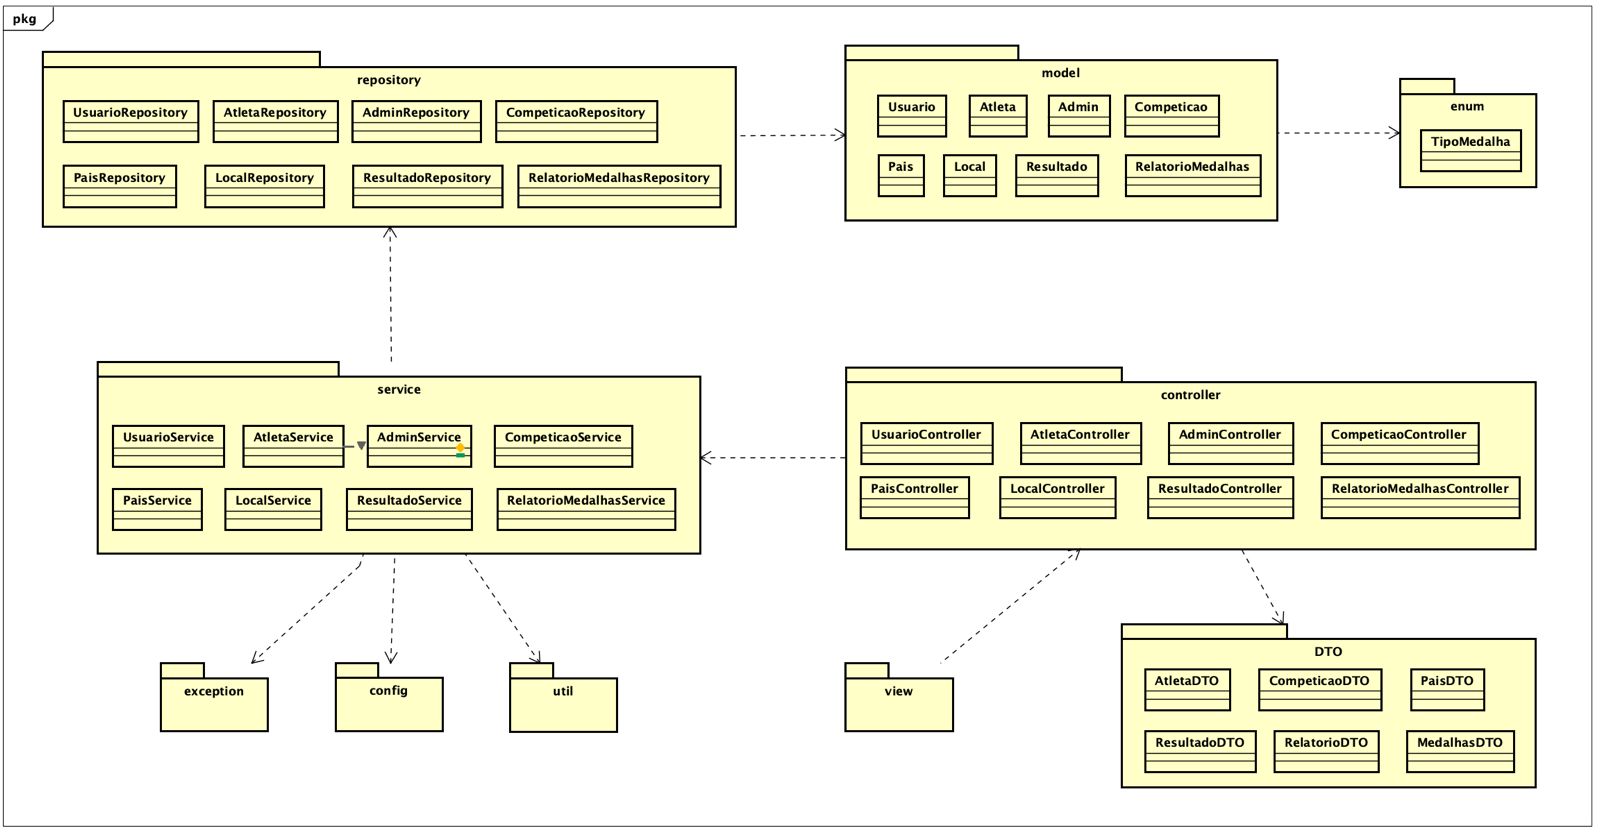 pkg
repository
UsuarioRepository
AtletaRepository
AdminRepository
CompeticaoRepository
PaisRepository
LocalRepository
ResultadoRepository
RelatorioMedalhasRepository
model
Usuario
Atleta
Admin
Competicao
Pais
Local
Resultado
RelatorioMedalhas
enum
TipoMedalha
service
UsuarioService
AtletaService
AdminService
CompeticaoService
PaisService
LocalService
ResultadoService
RelatorioMedalhasService
controller
UsuarioController
AtletaController
AdminController
CompeticaoController
PaisController
LocalController
ResultadoController
RelatorioMedalhasController
exception
config
util
view
DTO
AtletaDTO
CompeticaoDTO
PaisDTO
ResultadoDTO
RelatorioDTO
MedalhasDTO